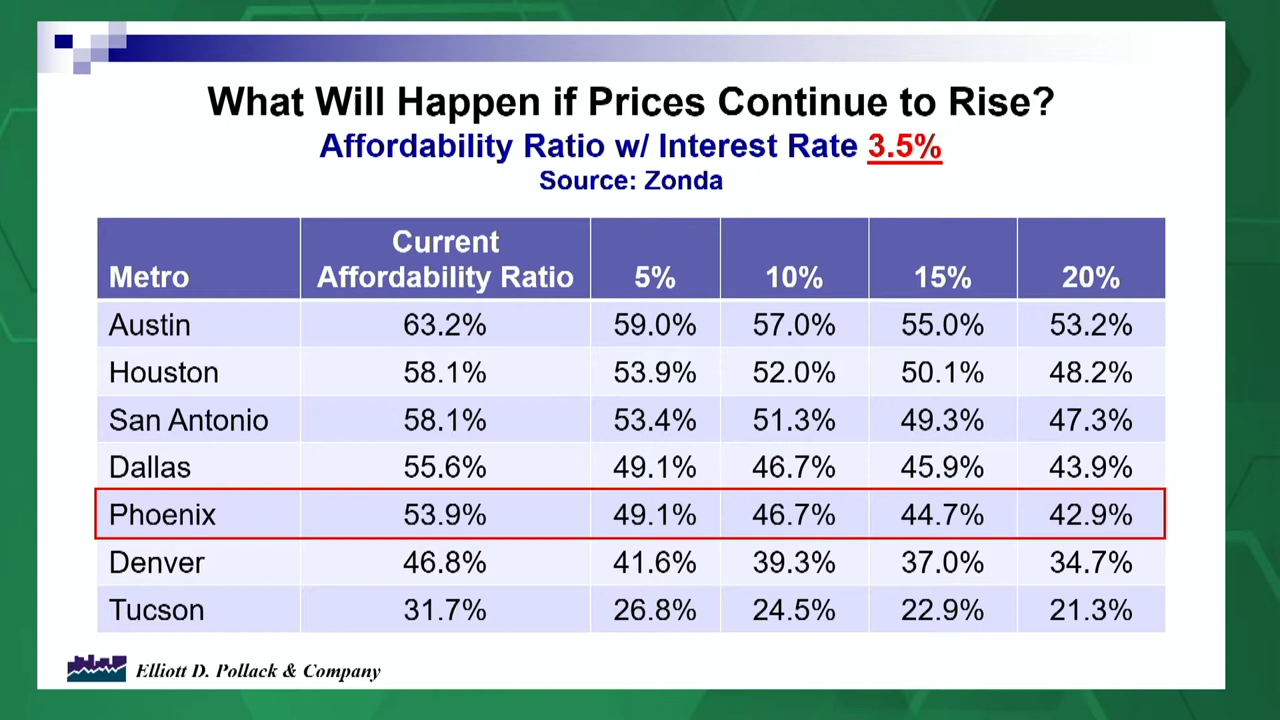 What Will Happen if Prices Continue to Rise?
Affordability Ratio w/ Interest Rate 3.5%
Source: Zonda
Metro Current Affordability Ratio 5% 10% 15% 20%
Austin 63.2% 59.0% 57.0% 55.0% 53.2%
Houston 58.1% 53.9% 52.0% 50.1% 48.2%
San Antonio 58.1% 53.4% 51.3% 49.3% 47.3%
Dallas 55.6% 49.1% 46.7% 45.9% 43.9%
Phoenix 53.9% 49.1% 46.7% 44.7% 42.9%
Denver 46.8% 41.6% 39.3% 37.0% 34.7%
Tucson 31.7% 26.8% 24.5% 22.9% 21.3%
Elliott D. Pollack & Company